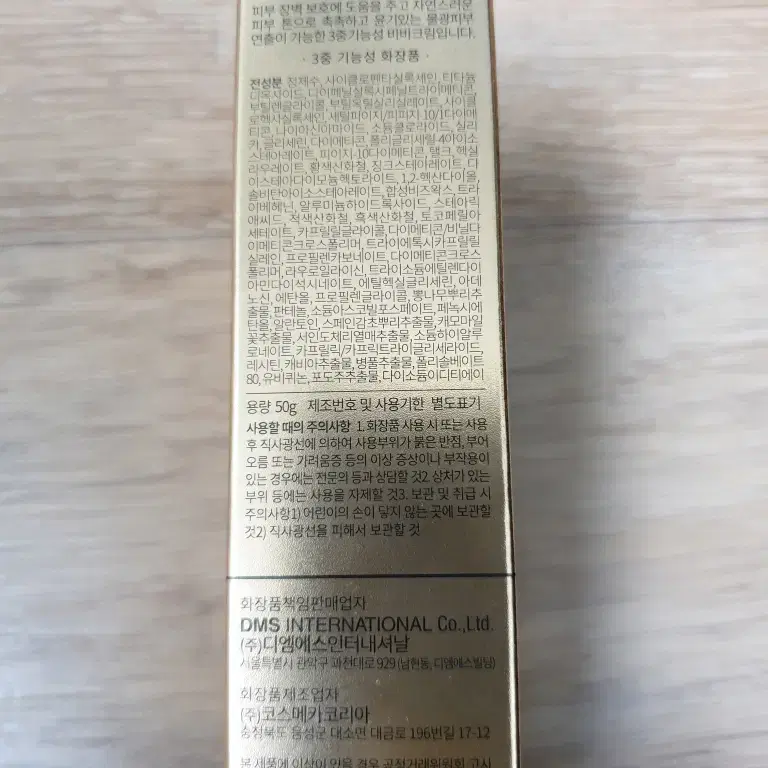 피부 장벽 보호에 도움을 주고 자연스러운
피부 톤으로 촉촉하고 윤기있는 물광피부
연출이 가능한 3중기능성 비비크림입니다.
· 3중 기능성 화장품 ·
전성분 정제수, 사이클로펜타실록세인, 티타늄
디옥사이드, 다이페닐실록시페닐트라이메티콘,
부틸렌글라이콜, 부틸옥틸살리실레이트, 사이클
로헥사실록세인, 세틸피이지/피피지-10/1다이메
티콘, 나이아신아마이드, 소듐클로라이드, 실리
카, 글리세린, 다이메티콘, 폴리글리세릴-4아이소
스테아레이트, 피이지-10다이메티콘, 탤크, 헥실
라우레이트, 황색산화철, 징크스테아레이트, 다
이스테아다이모늄헥토라이트, 1,2-헥산다이올,
솔비탄아이소스테아레이트, 합성비즈왁스, 트라
이베헤닌, 알루미늄하이드록사이드, 스테아릭
애씨드, 적색산화철, 흑색산화철, 토코페릴아
세테이트, 카프릴릴글라이콜, 다이메티콘/비닐다
이메티콘크로스폴리머, 트라이에톡시카프릴릴
실레인, 프로필렌카보네이트, 다이메티콘크로스
폴리머, 라우로일라이신, 트라이소듐에틸렌다이
아민다이석시네이트, 에틸헥실글리세린, 아데
노신, 에탄올, 프로필렌글라이콜, 뽕나무뿌리추
출물, 판테놀, 소듐아스코빌포스페이트, 페녹시에
탄올, 알란토인, 스페인감초뿌리추출물, 캐모마일
꽃추출물, 서인도체리열매추출물, 소듐하이알루
로네이트, 카프릴릭/카프릭트라이글리세라이드,
레시틴, 캐비아추출물, 병풀추출물, 폴리솔베이트
80, 유비퀴논, 포도주추출물, 다이소듐이디티에이
용량 50g 제조번호 및 사용기한 별도표기
사용할 때의 주의사항 1. 화장품 사용 시 또는 사용
후 직사광선에 의하여 사용부위가 붉은 반점, 부어
오름 또는 가려움증 등의 이상 증상이나 부작용이
있는 경우에는 전문의 등과 상담할 것2. 상처가 있는
부위 등에는 사용을 자제할 것3. 보관 및 취급 시
주의사항1) 어린이의 손이 닿지 않는 곳에 보관할
것2) 직사광선을 피해서 보관할 것
화장품책임판매업자
DMS INTERNATIONAL Co.,Ltd.
(주)디엠에스인터내셔날
서울특별시 관악구 과천대로 929 (남현동, 디엠에스빌딩)
화장품제조업자
(주)코스메카코리아
충청북도 음성군 대소면 대금로 196번길 17-12
본 제품에 이상이 있을 경우 공정거래위원회 고시